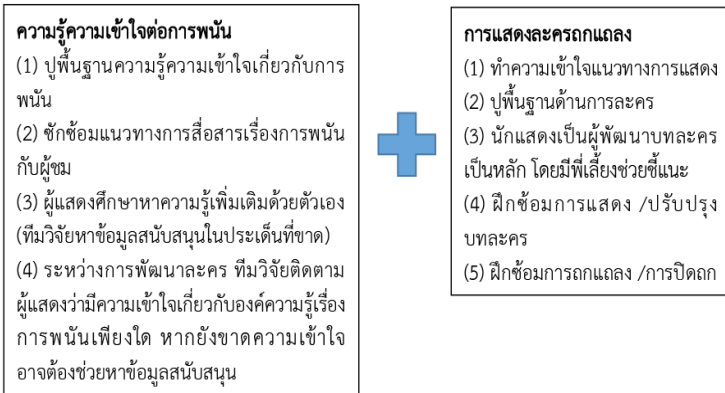 ความรู้ความเข้าใจต่อการพนัน
(1) ปูพื้นฐานความรู้ความเข้าใจเกี่ยวกับการ
พนัน
(2) ซักซ้อมแนวทางการสื่อสารเรื่องการพนัน
กับผู้ชม
(3) ผู้แสดงศึกษาหาความรู้เพิ่มเติมด้วยตัวเอง
(ทีมวิจัยหาข้อมูลสนับสนุนในประเด็นที่ขาด)
(4) ระหว่างการพัฒนาละคร ทีมวิจัยติดตาม
ผู้แสดงว่ามีความเข้าใจเกี่ยวกับองค์ความรู้เรื่อง
การพนันเพียงใด หากยังขาดความเข้าใจ
อาจต้องช่วยหาข้อมูลสนับสนุน
การแสดงละครถกแถลง
(1) ทำความเข้าใจแนวทางการแสดง
(2) ปูพื้นฐานด้านการละคร
(3) นักแสดงเป็นผู้พัฒนาบทละคร
เป็นหลัก โดยมีพี่เลี้ยงช่วยชี้แนะ
(4) ฝึกซ้อมการแสดง /ปรับปรุง
บทละคร
(5) ฝึกซ้อมการถกแถลง /การปิดถก